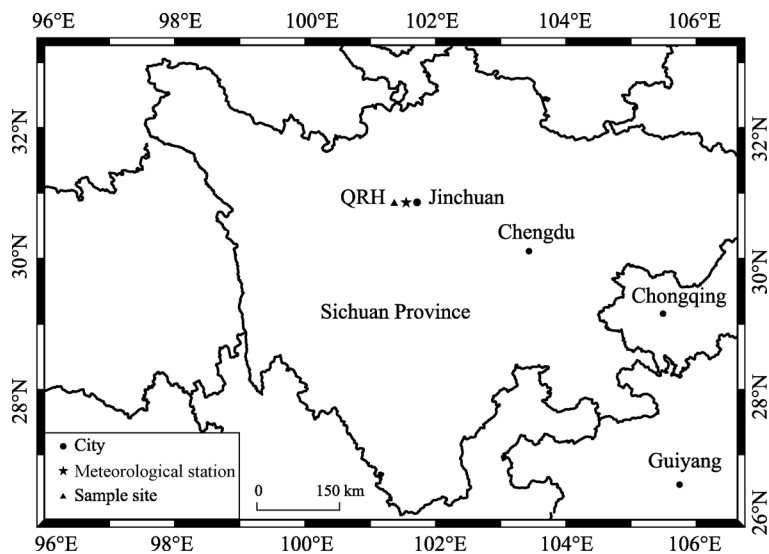 96°E 98°E 100°E 102°E 104°E 106°E
32°N
32°N
QRH Jinchuan
Chengdu
30°N
30°N
Chongqing
Sichuan Province
28°N
28°N
City
Meteorological station
Sample site
0 150 km
Guiyang
26°N
96°E 98°E 100°E 102°E 104°E 106°E